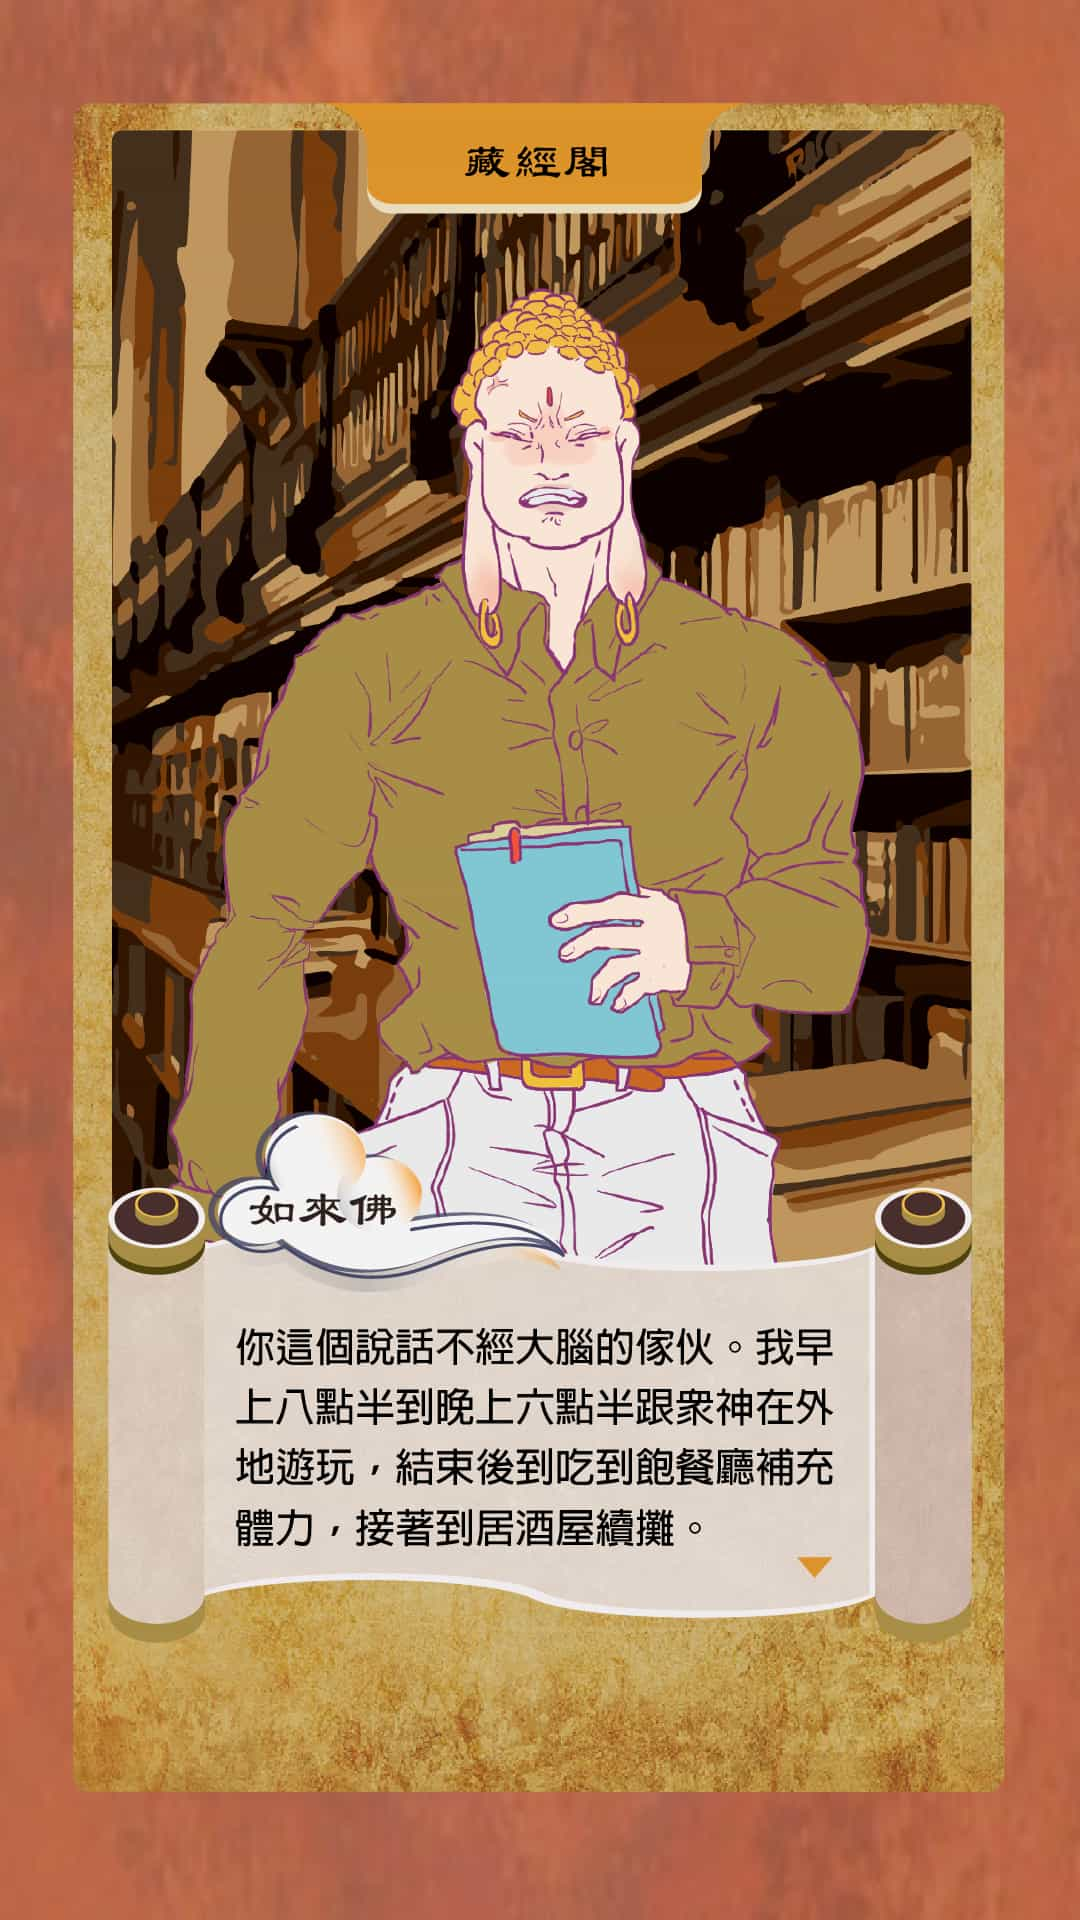 藏經閣
如來佛
你這個說話不經大腦的傢伙。我早
上八點半到晚上六點半跟眾神在外
地遊玩，結束後到吃到飽餐廳補充
體力，接著到居酒屋續攤。